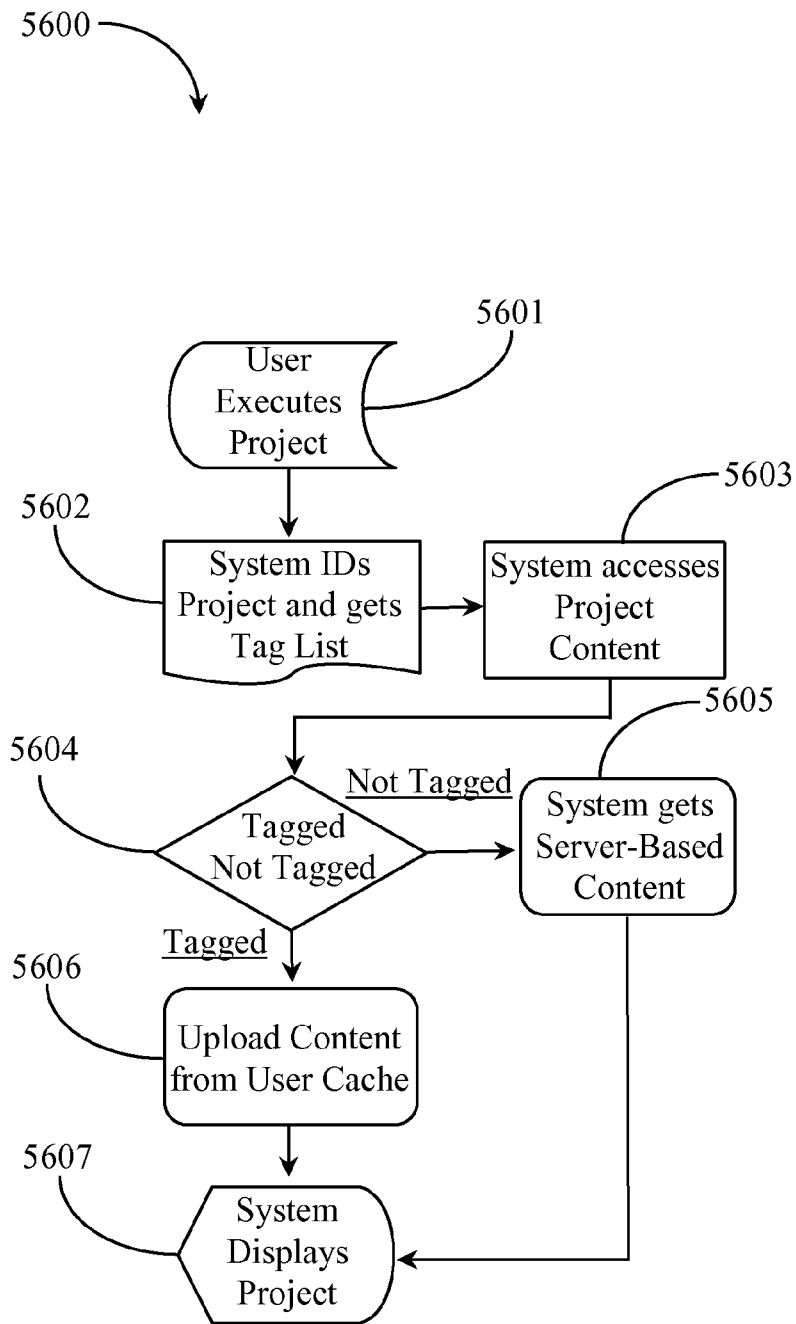 5600
5601
User
Executes
Project
5602
5603
System IDs
Project and gets
Tag List
System accesses
Project
Content
5604
5605
Not Tagged
Tagged
Not Tagged
System gets
Server-Based
Content
Tagged
5606
Upload Content
from User Cache
5607
System
Displays
Project